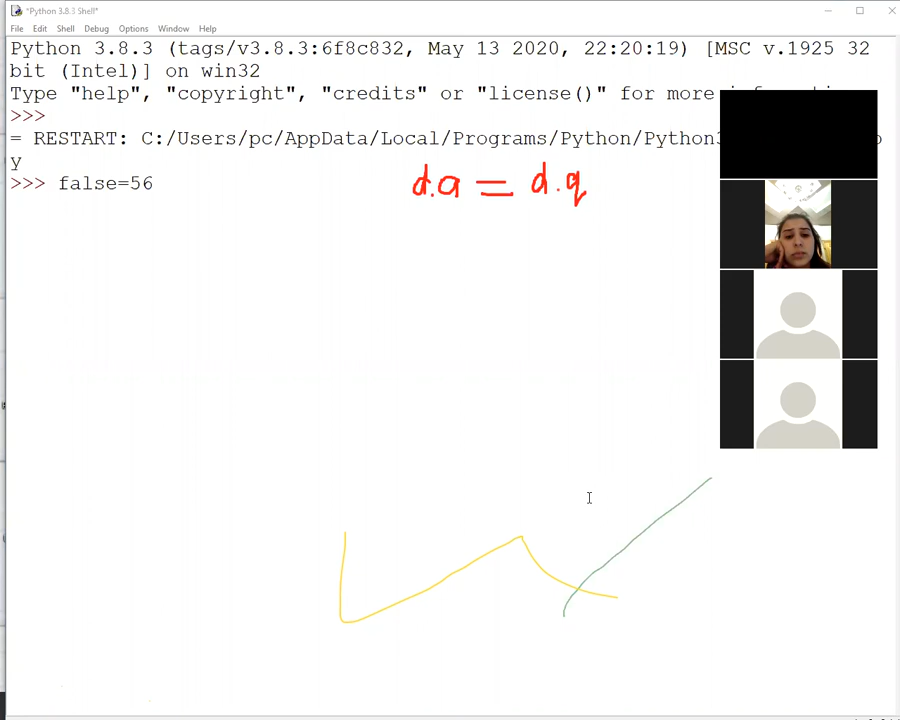 *Python 3.8.3 Shell*
File Edit Shell Debug Options Window Help
Python 3.8.3 (tags/v3.8.3:6f8c832, May 13 2020, 22:20:19) [MSC v.1925 32
bit (Intel)] on win32
Type "help", "copyright", "credits" or "license()" for more
>>>
= RESTART: C:/Users/pc/AppData/Local/Programs/Python/Python3
y
>>> false=56
d.a = d.q